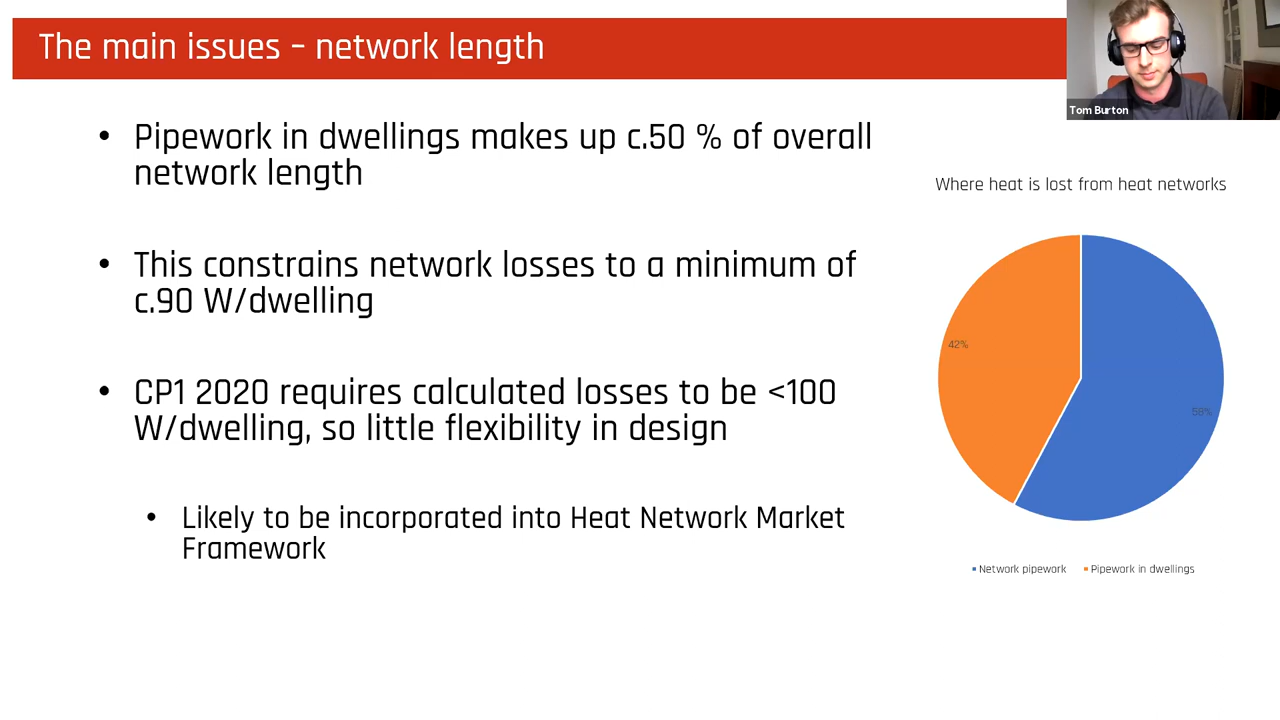 The main issues – network length
Tom Burton
• Pipework in dwellings makes up c.50 % of overall
network length
• This constrains network losses to a minimum of
c.90 W/dwelling
• CP1 2020 requires calculated losses to be <100
W/dwelling, so little flexibility in design
• Likely to be incorporated into Heat Network Market
Framework
Where heat is lost from heat networks
42%
58%
Network pipework
Pipework in dwellings